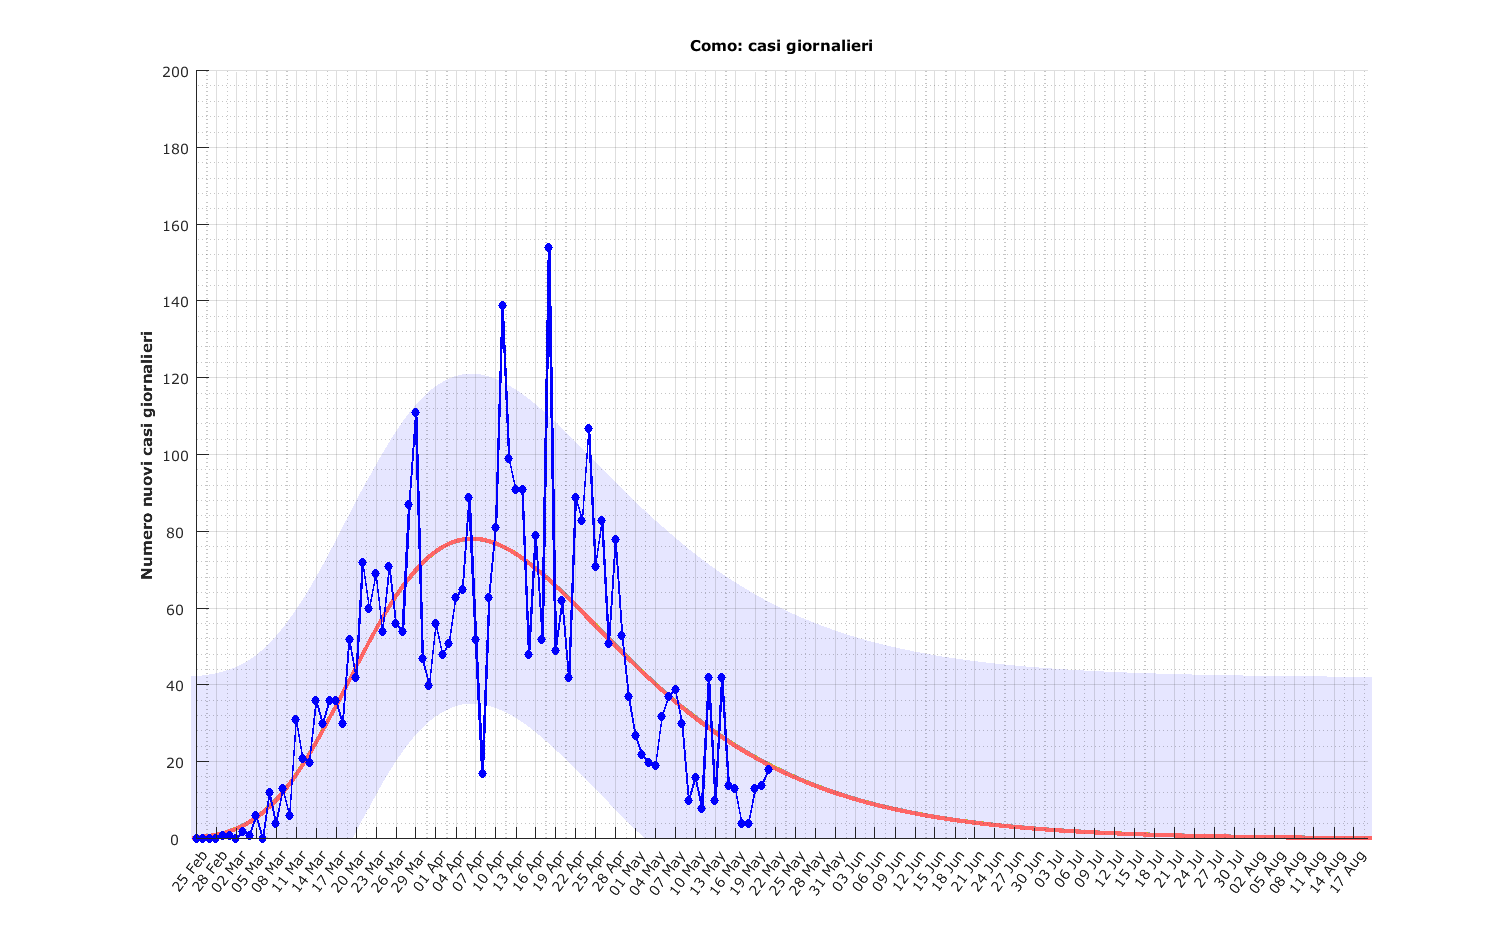 Como: casi giornalieri
Numero nuovi casi giornalieri
200
180
160
140
120
100
80
60
40
20
0
25 Feb
28 Feb
02 Mar
05 Mar
08 Mar
11 Mar
14 Mar
17 Mar
20 Mar
23 Mar
26 Mar
29 Mar
01 Apr
04 Apr
07 Apr
10 Apr
13 Apr
16 Apr
19 Apr
22 Apr
25 Apr
28 Apr
01 May
04 May
07 May
10 May
13 May
16 May
19 May
22 May
25 May
28 May
31 May
03 Jun
06 Jun
09 Jun
12 Jun
15 Jun
18 Jun
21 Jun
24 Jun
27 Jun
30 Jun
03 Jul
06 Jul
09 Jul
12 Jul
15 Jul
18 Jul
21 Jul
24 Jul
27 Jul
30 Jul
02 Aug
05 Aug
08 Aug
11 Aug
14 Aug
17 Aug